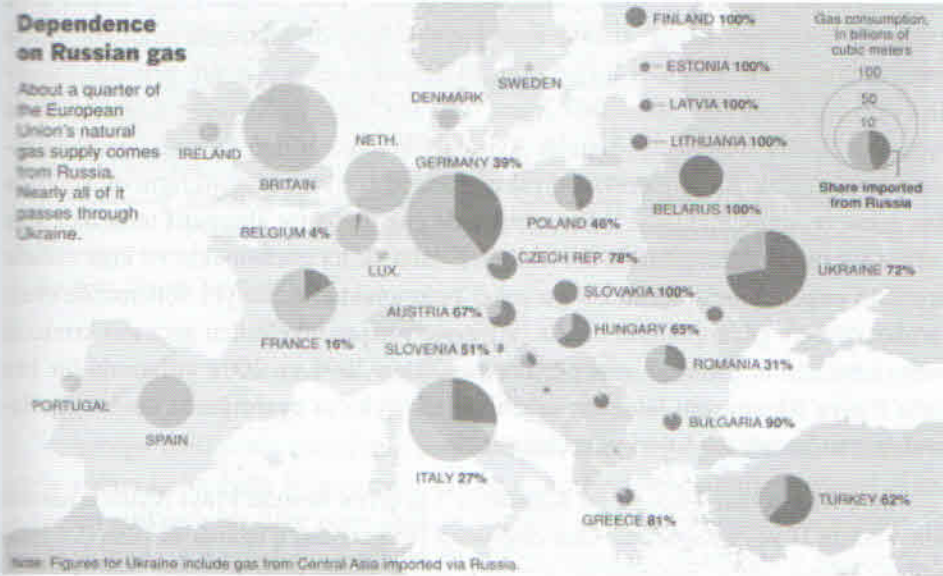 Dependence
on Russian gas
About a quarter of
the European
Union's natural
gas supply comes
from Russia.
Nearly all of it
passes through
Ukraine.
FINLAND 100%
ESTONIA 100%
LATVIA 100%
LITHUANIA 100%
Gas consumption,
in billions of
cubic meters
100
50
10
Share imported
from Russia
SWEDEN
DENMARK
NETH.
IRELAND
BRITAIN
GERMANY 39%
POLAND 46%
BELARUS 100%
BELGIUM 4%
LUX.
CZECH REP. 78%
UKRAINE 72%
SLOVAKIA 100%
AUSTRIA 67%
HUNGARY 65%
FRANCE 16%
SLOVENIA 51%
ROMANIA 31%
PORTUGAL
SPAIN
BULGARIA 90%
ITALY 27%
GREECE 81%
TURKEY 62%
Note: Figures for Ukraine include gas from Central Asia imported via Russia.